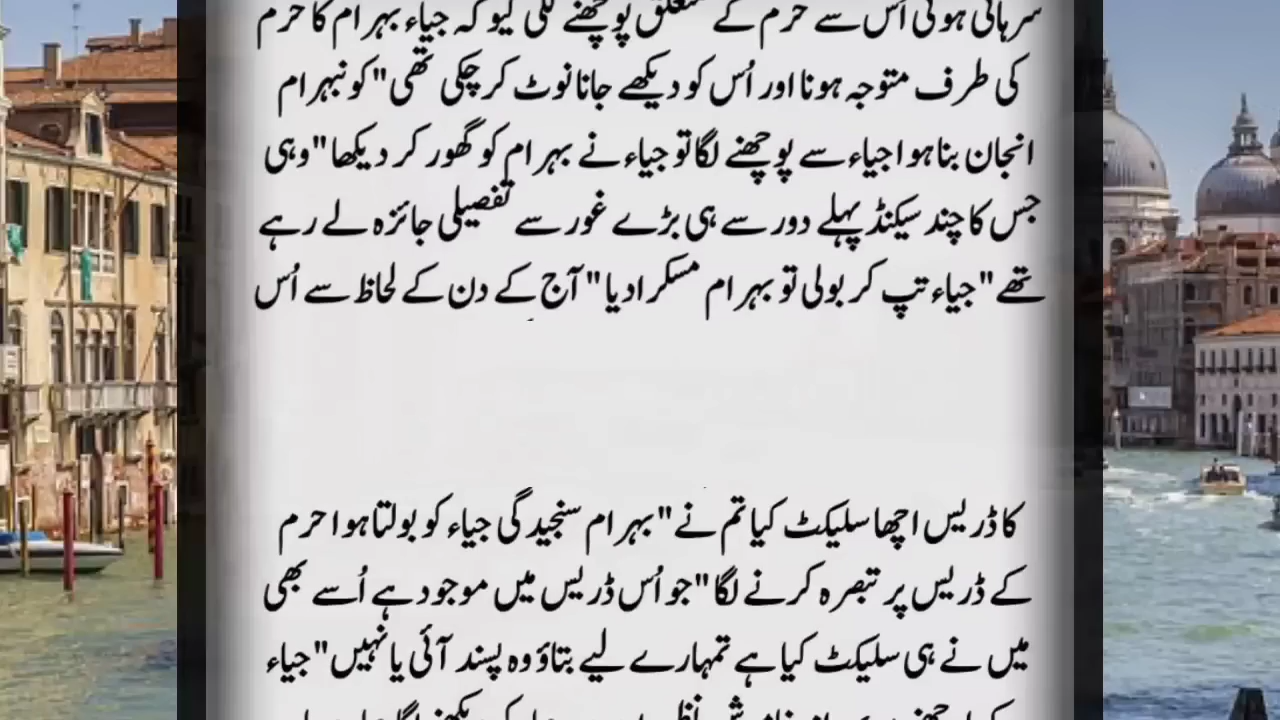 سراہاتی ہوئی اُس سے حرم کے متعلق پوچھنے لگی کیو کہ جیاء بہرام کا حرم
کی طرف متوجہ ہونا اور اُس کو دیکھے جانا نوٹ کر چکی تھی "کون بہرام
انجان بنا ہوا جیاء سے پوچھنے لگا تو جیاء نے بہرام کو گھور کر دیکھا "وہی
جس کا چند سیکنڈ پہلے دور سے ہی بڑے غور سے تفصیلی جائزہ لے رہے
تھے "جیاء تپ کر بولی تو بہرام مسکرا دیا" آج کے دن کے لحاظ سے اُس
کا ڈریس اچھا سلیکٹ کیا تم نے "بہرام سنجیدگی جیاء کو بولتا ہوا حرم
کے ڈریس پر تبصرہ کرنے لگا "جو اُس ڈریس میں موجود ہے اُسے بھی
میں نے ہی سلیکٹ کیا ہے تمہارے لیے بتاؤ وہ پسند آئی یا نہیں" جیاء